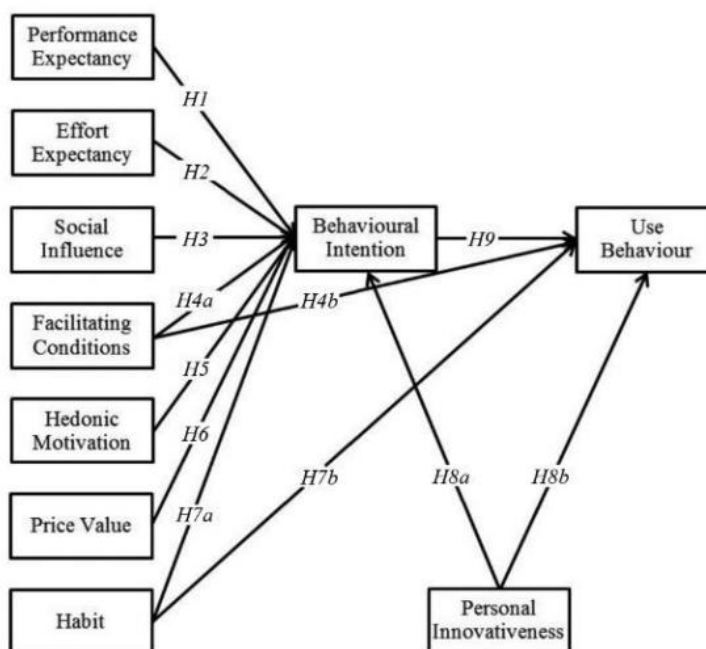 Performance
Expectancy
H1
Effort
Expectancy
H2
Social
Influence
H3
Behavioural
Intention
H9
Use
Behaviour
Facilitating
Conditions
H4a
H4b
Hedonic
Motivation
H5
Price Value
H6
H7a
H7b
H8a
H8b
Habit
Personal
Innovativeness